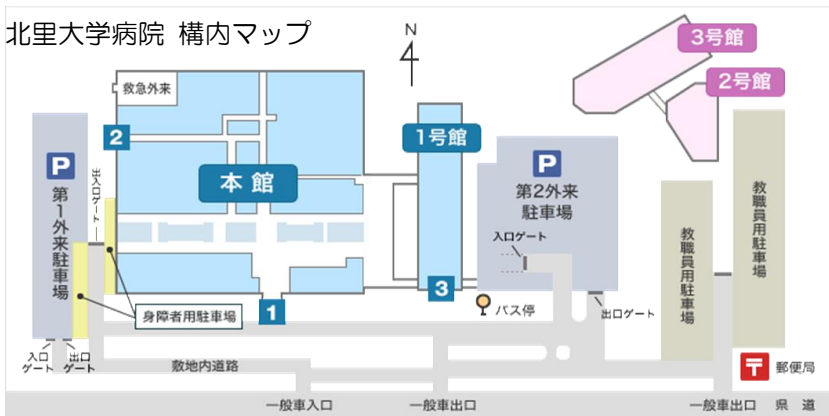 北里大学病院 構内マップ
N
3号館
2号館
救急外来
2
1号館
P
本館
P
第1外来駐車場
出入口ゲート
第2外来
駐車場
入口ゲート
教職員用駐車場
教職員用駐車場
3
1
バス停
出口ゲート
身障者用駐車場
入口
ゲート
出口
ゲート
敷地内道路
〒
郵便局
一般車入口
一般車出口
一般車出口
県 道